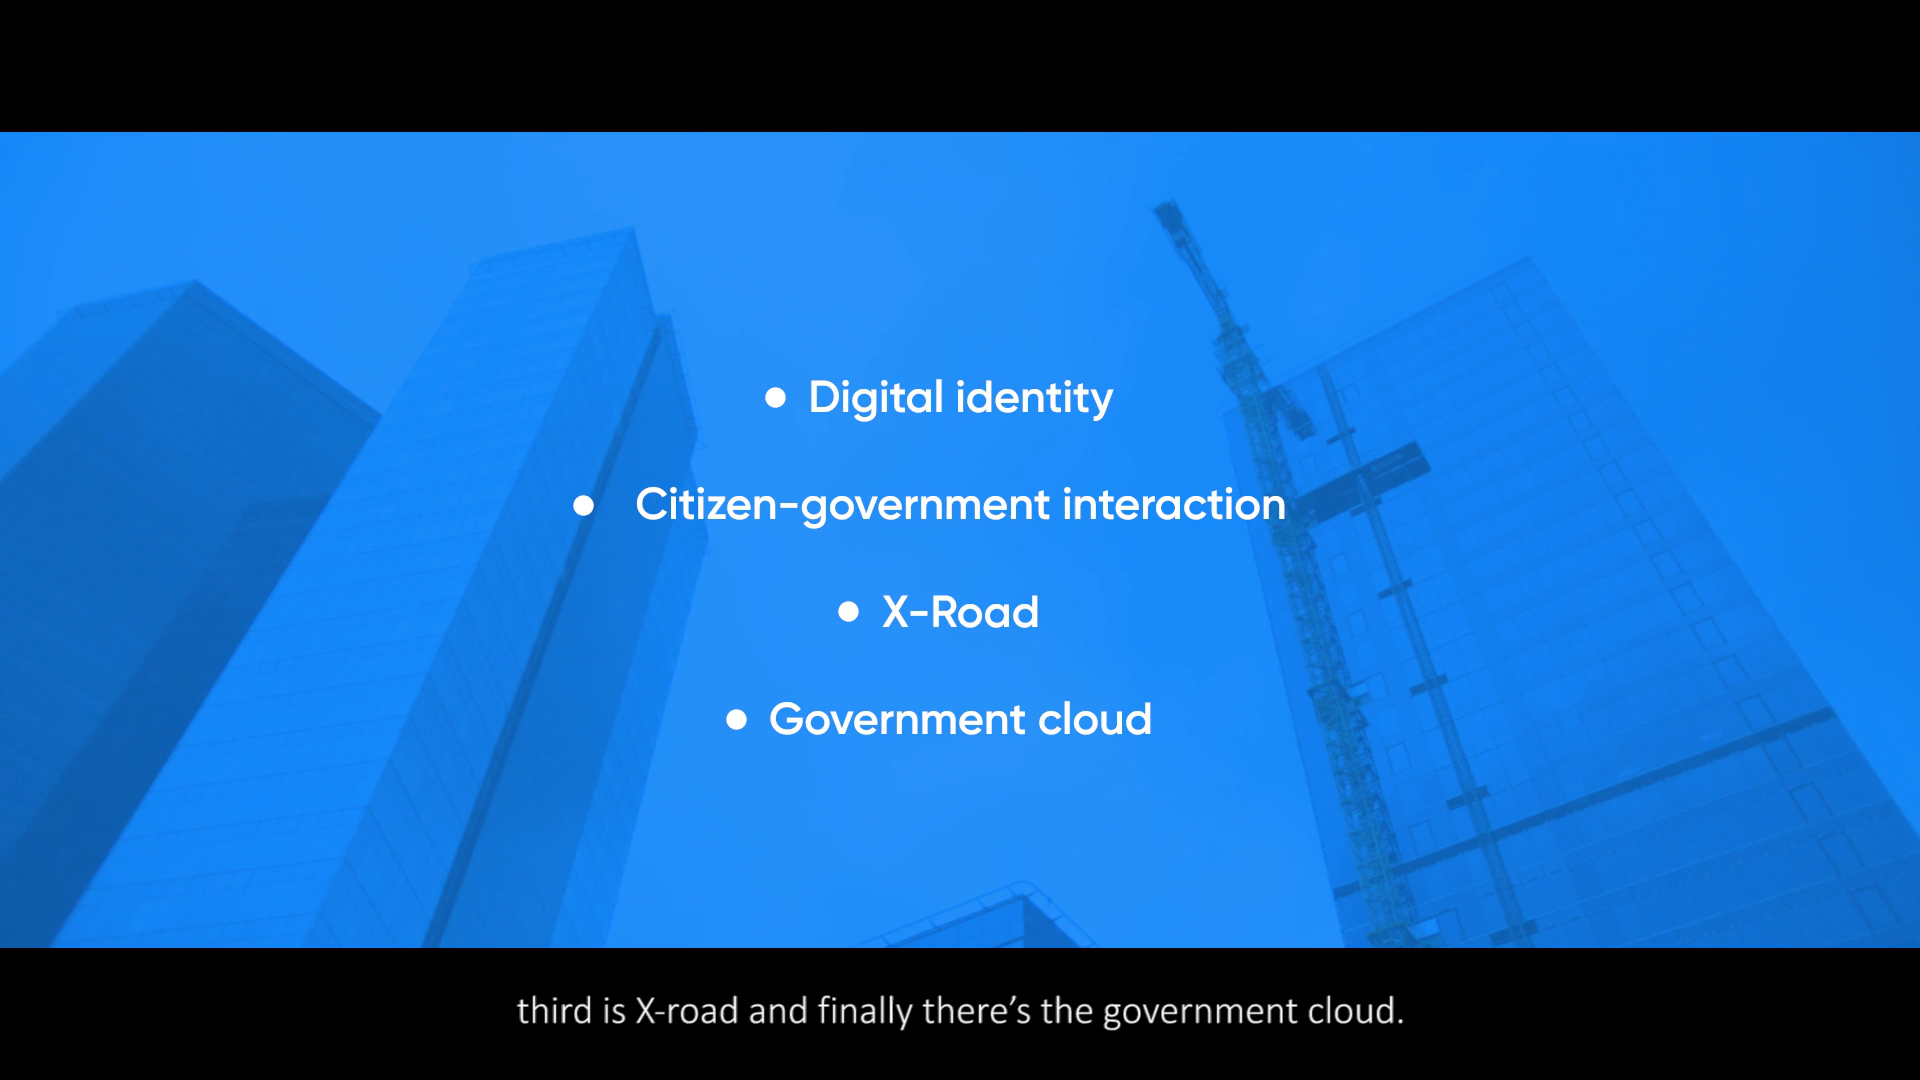 ● Digital identity
● Citizen-government interaction
● X-Road
● Government cloud
third is X-road and finally there’s the government cloud.